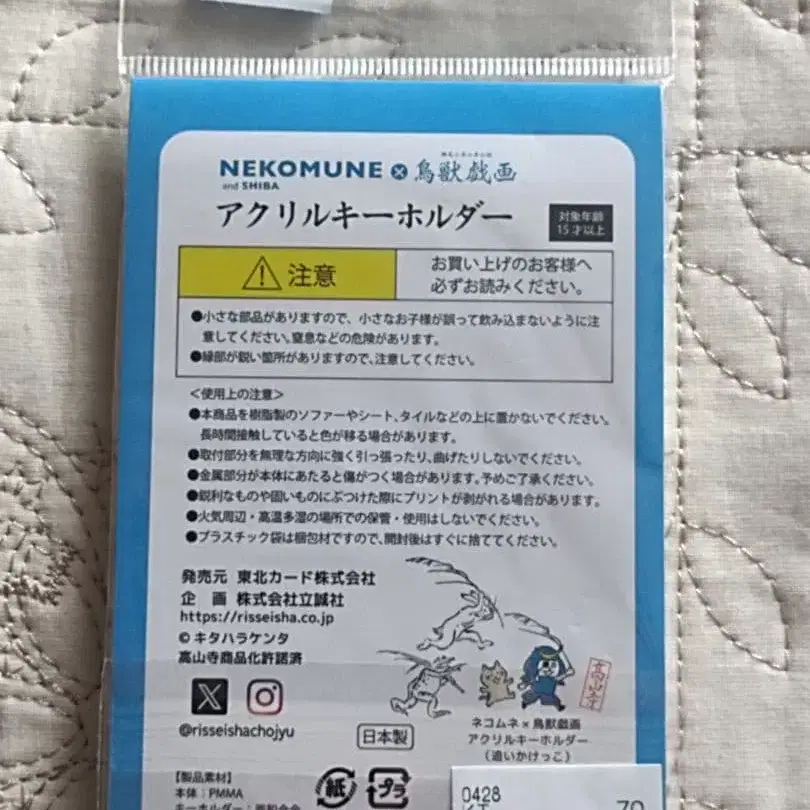 NEKOMUNE × 鳥獣戯画
and SHIBA
アクリルキーホルダー
対象年齢
15才以上
注意
お買い上げのお客様へ
必ずお読みください。
●小さな部品がありますので、小さなお子様が誤って飲み込まないように注
意してください。窒息などの危険があります。
●縁部が鋭い箇所がありますので、注意してください。
<使用上の注意>
●本商品を樹脂製のソファーやシート、タイルなどの上に置かないでください。
長時間接触していると色が移る場合があります。
●取付部分を無理な方向に強く引っ張ったり、曲げたりしないでください。
●金属部分が本体にあたると傷がつく場合があります。予めご了承ください。
●鋭利なものや固いものにぶつけた際にプリントが剥がれる場合があります。
●火気周辺・高温多湿の場所での保管・使用はしないでください。
●プラスチック袋は梱包材ですので、開封後はすぐに捨ててください。
発売元 東北カード株式会社
企 画 株式会社立誠社
https://risseisha.co.jp
©キタハラケンタ
高山寺商品化許諾済
高山寺
@risseishachojyu
日本製
ネコムネ×鳥獣戯画
アクリルキーホルダー
(追いかけっこ)
【製品素材】
本体:PMMA
紙
プラ
0428
70